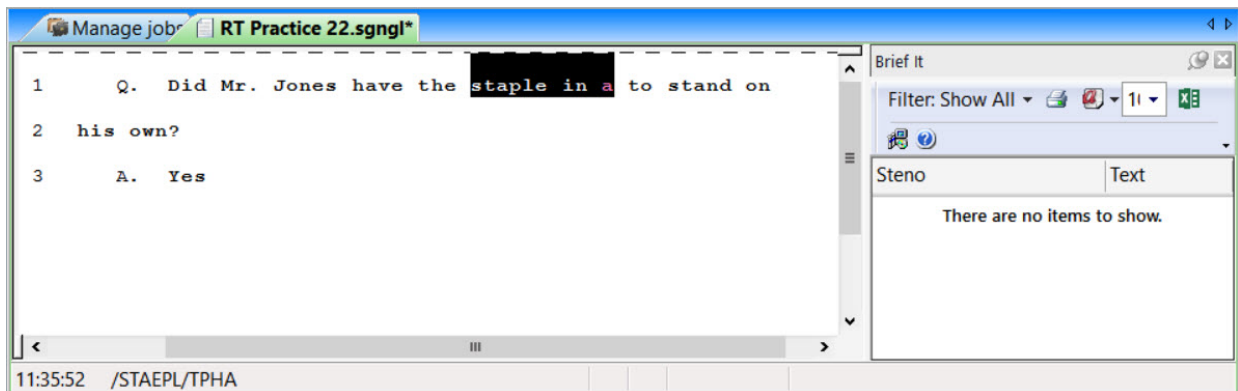 Manage jobs RT Practice 22.sgngl*
Brief It
Filter: Show All
1 Q. Did Mr. Jones have the staple in a to stand on
2 his own?
3 A. Yes
Steno Text
There are no items to show.
11:35:52 /STAEPL/TPHA